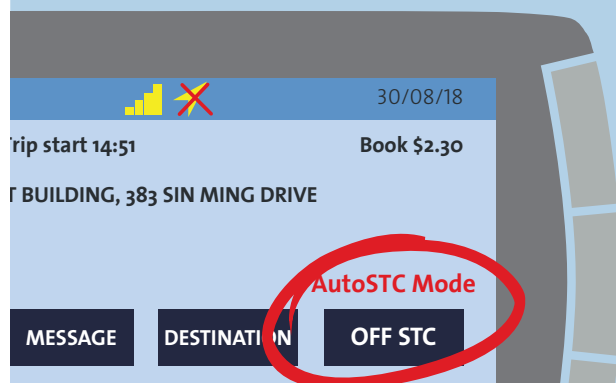 30/08/18
Trip start 14:51 Book $2.30
T BUILDING, 383 SIN MING DRIVE
AutoSTC Mode
MESSAGE DESTINATION OFF STC